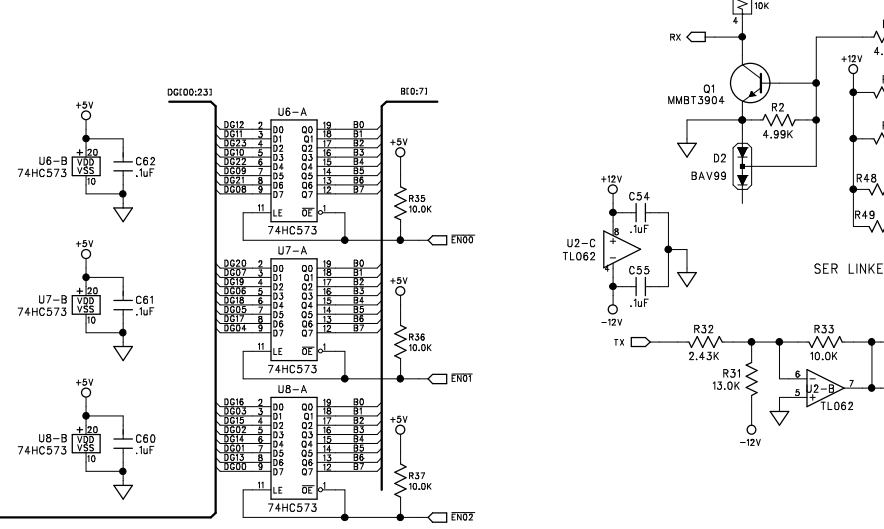 10K
4
RX
Q1
MMBT3904
R2
4.99K
D2
BAV99
+12V
4.
R48
R49
SER LINKE
DG[00:23]
B[0:7]
+5V
+ 20
U6-B VDD
74HC573 VSS
10
C62
.1uF
U6-A
DG12 2 D0 Q0 19 B0
DG11 3 D1 Q1 18 B1
DG23 4 D2 Q2 17 B2
DG10 5 D3 Q3 16 B3
DG22 6 D4 Q4 15 B4
DG09 7 D5 Q5 14 B5
DG21 8 D6 Q6 13 B6
DG08 9 D7 Q7 12 B7
11 LE OE 1
74HC573
+5V
R35
10.0K
EN00
+5V
+ 20
U7-B VDD
74HC573 VSS
10
C61
.1uF
U7-A
DG20 2 D0 Q0 19 B0
DG07 3 D1 Q1 18 B1
DG19 4 D2 Q2 17 B2
DG06 5 D3 Q3 16 B3
DG18 6 D4 Q4 15 B4
DG05 7 D5 Q5 14 B5
DG17 8 D6 Q6 13 B6
DG04 9 D7 Q7 12 B7
11 LE OE 1
74HC573
+5V
R36
10.0K
EN01
+5V
+ 20
U8-B VDD
74HC573 VSS
10
C60
.1uF
U8-A
DG16 2 D0 Q0 19 B0
DG03 3 D1 Q1 18 B1
DG15 4 D2 Q2 17 B2
DG02 5 D3 Q3 16 B3
DG14 6 D4 Q4 15 B4
DG01 7 D5 Q5 14 B5
DG13 8 D6 Q6 13 B6
DG00 9 D7 Q7 12 B7
11 LE OE 1
74HC573
+5V
R37
10.0K
EN02
+12V
C54
.1uF
8
U2-C
TL062
+
-
4
C55
.1uF
-12V
TX
R32
2.43K
R33
10.0K
R31
13.0K
-12V
6 -
5 +
U2-B 7
TL062